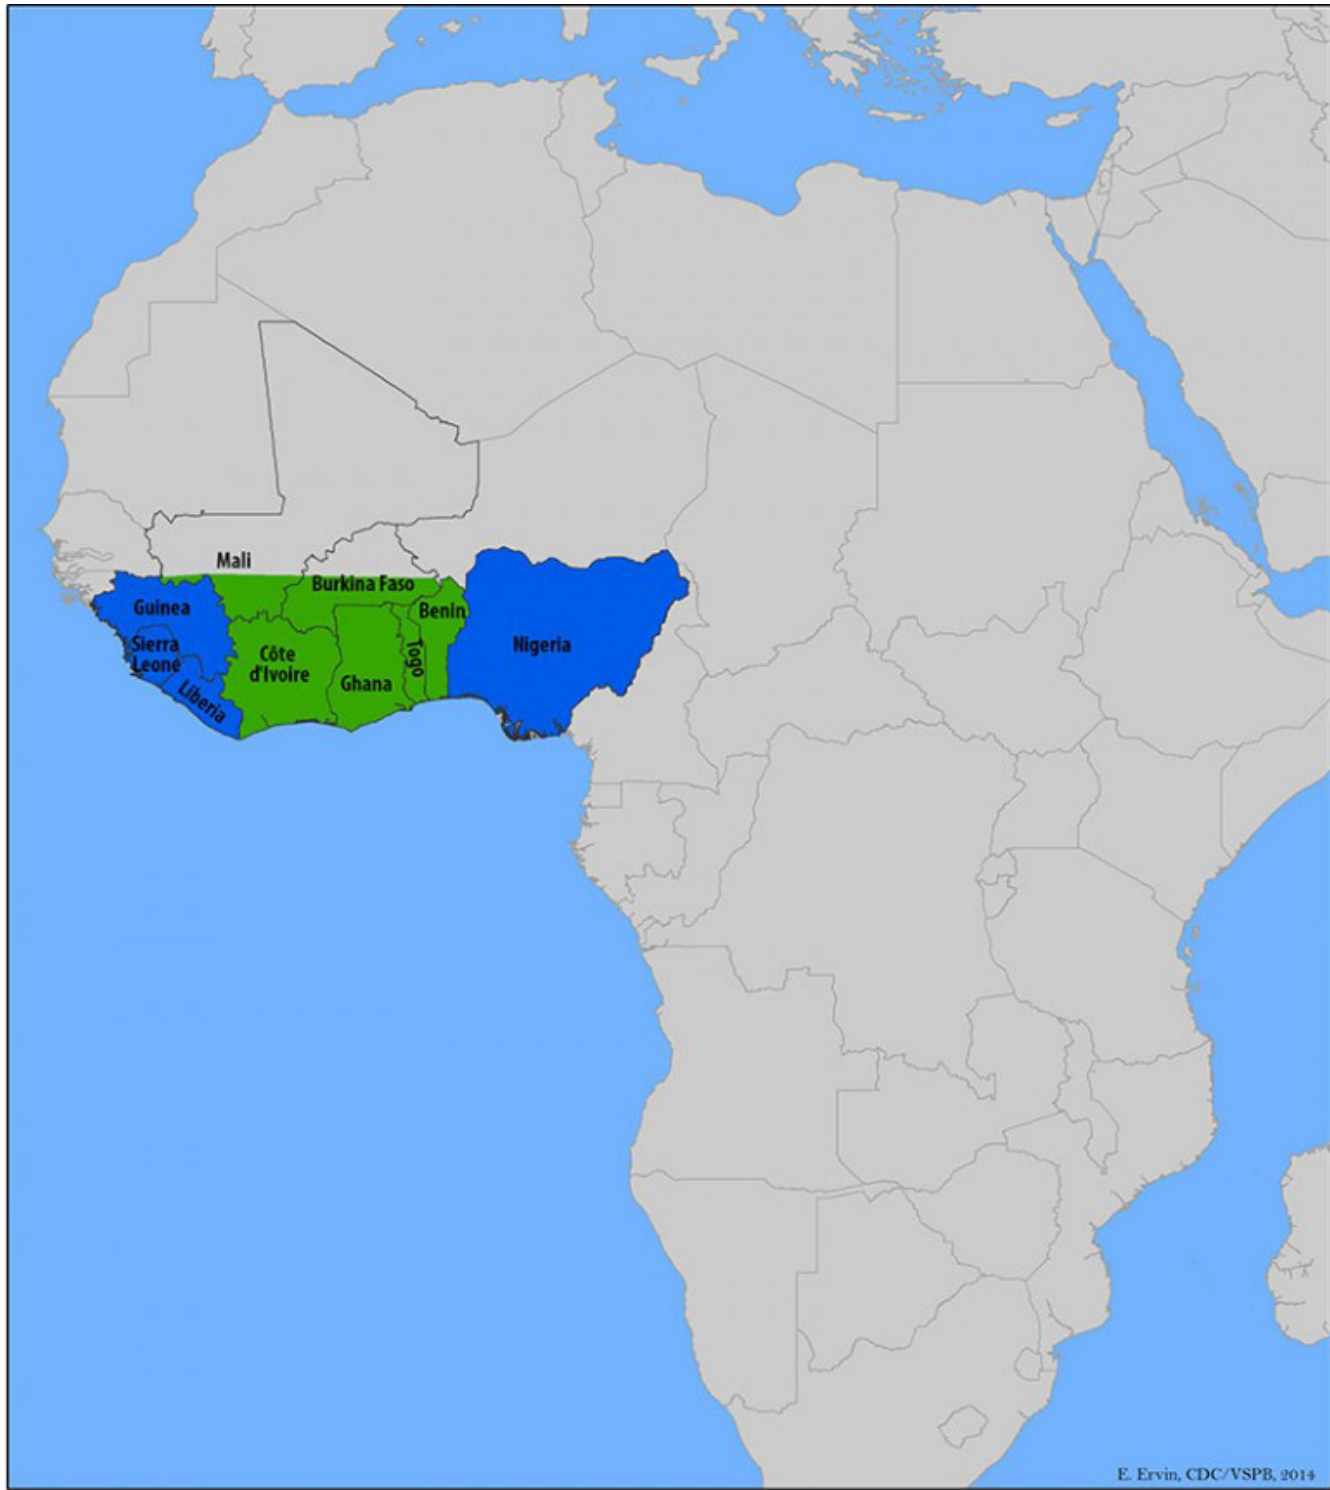 Mali
Burkina Faso
Guinea
Benin
Sierra
Leone
Côte
d'Ivoire
Togo
Nigeria
Ghana
Liberia
E. Ervin, CDC/VSPB, 2014